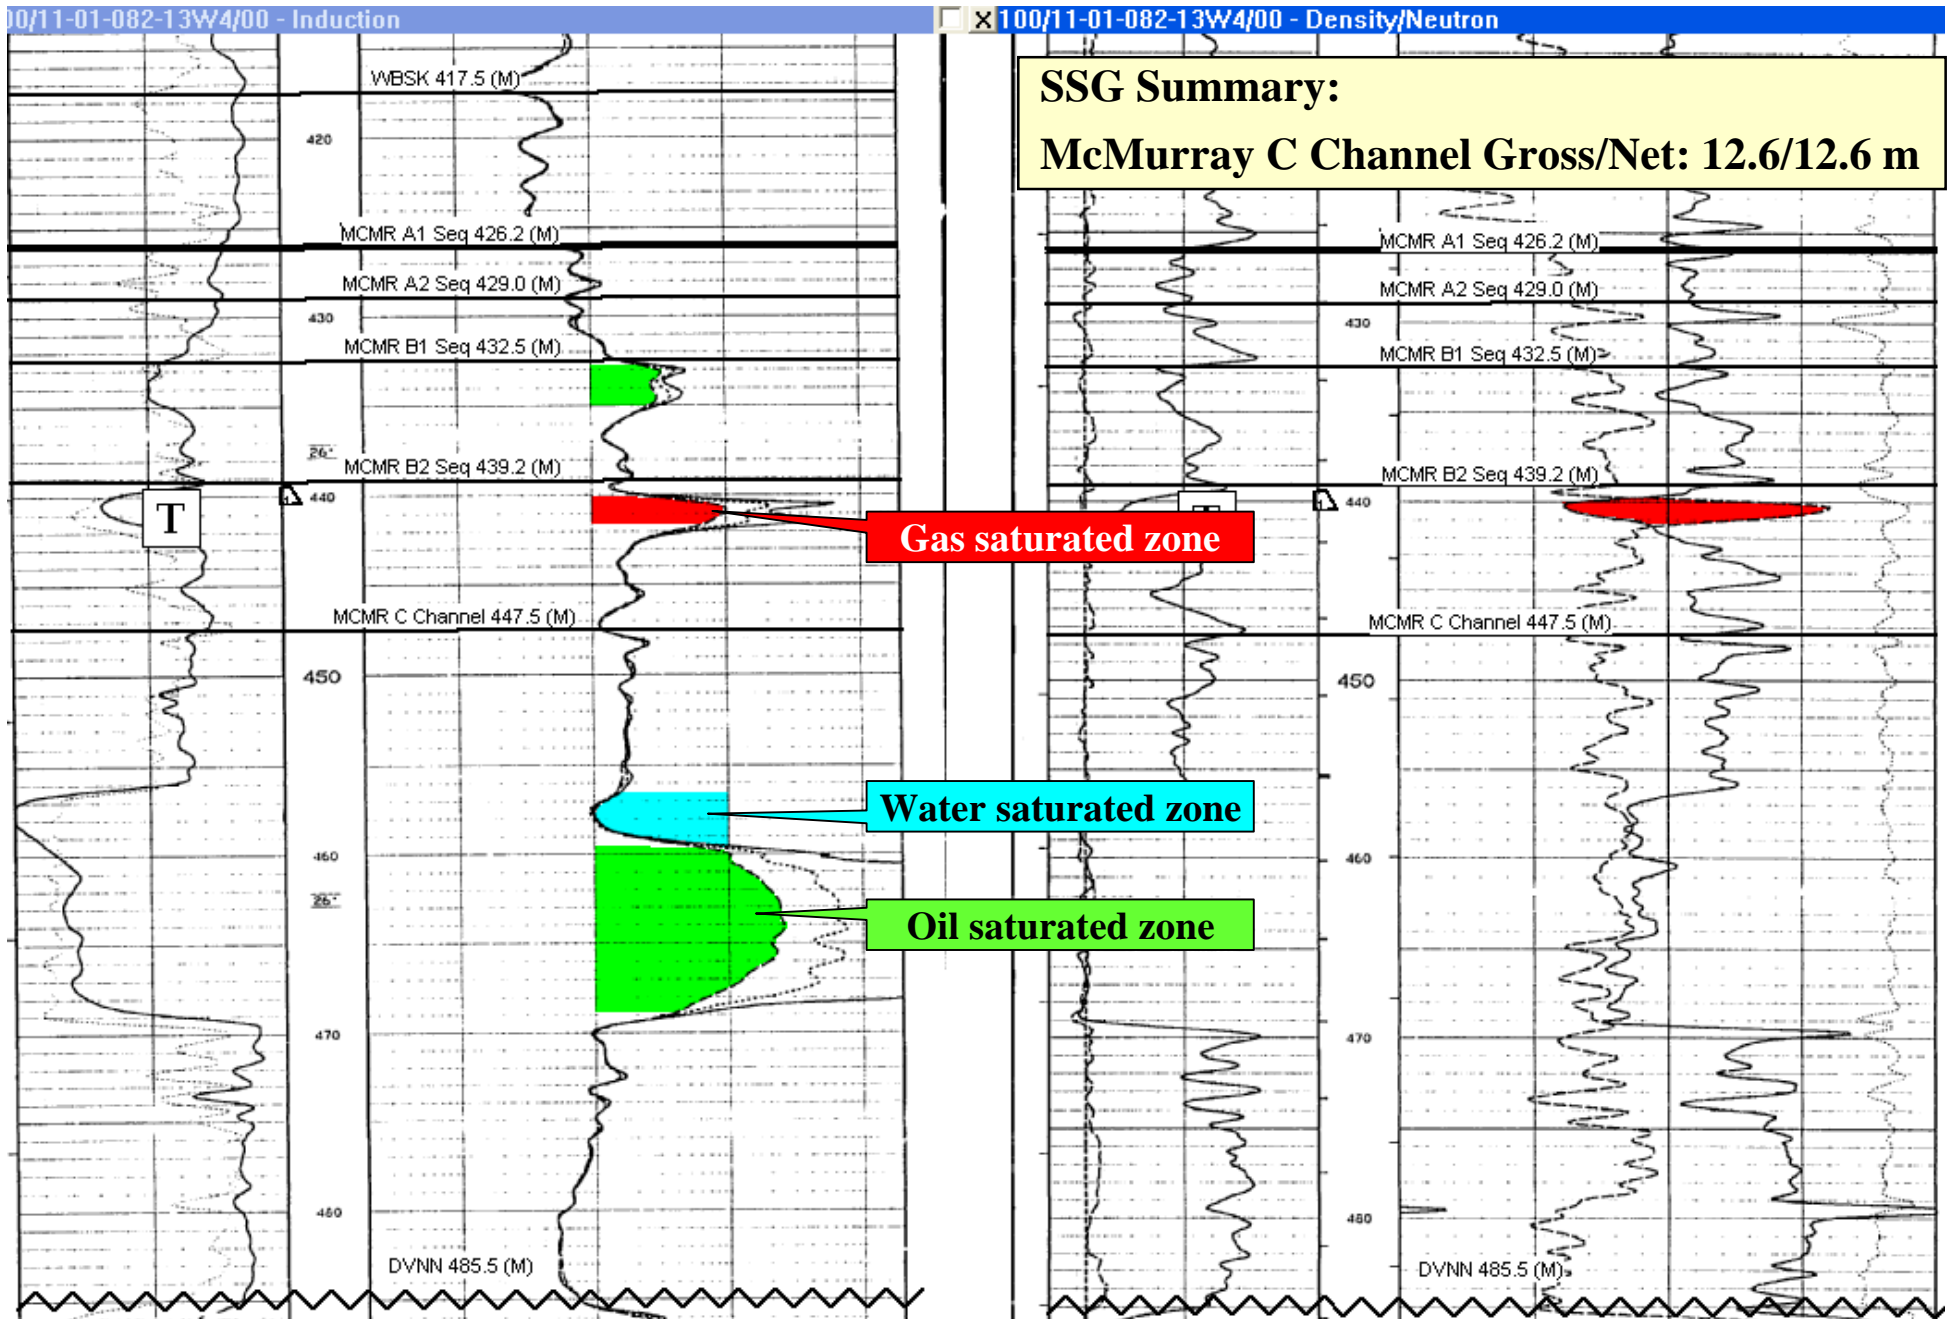 00/11-01-082-13W4/00 - Induction
X
100/11-01-082-13W4/00 - Density/Neutron
SSG Summary:
McMurray C Channel Gross/Net: 12.6/12.6 m
WBSK 417.5 (M)
420
MCMR A1 Seq 426.2 (M)
MCMR A2 Seq 429.0 (M)
430
MCMR B1 Seq 432.5 (M)
26°
MCMR B2 Seq 439.2 (M)
440
T
Gas saturated zone
MCMR C Channel 447.5 (M)
450
Water saturated zone
460
26°
Oil saturated zone
470
480
DVNN 485.5 (M)
MCMR A1 Seq 426.2 (M)
MCMR A2 Seq 429.0 (M)
430
MCMR B1 Seq 432.5 (M)
MCMR B2 Seq 439.2 (M)
440
MCMR C Channel 447.5 (M)
450
460
470
480
DVNN 485.5 (M)